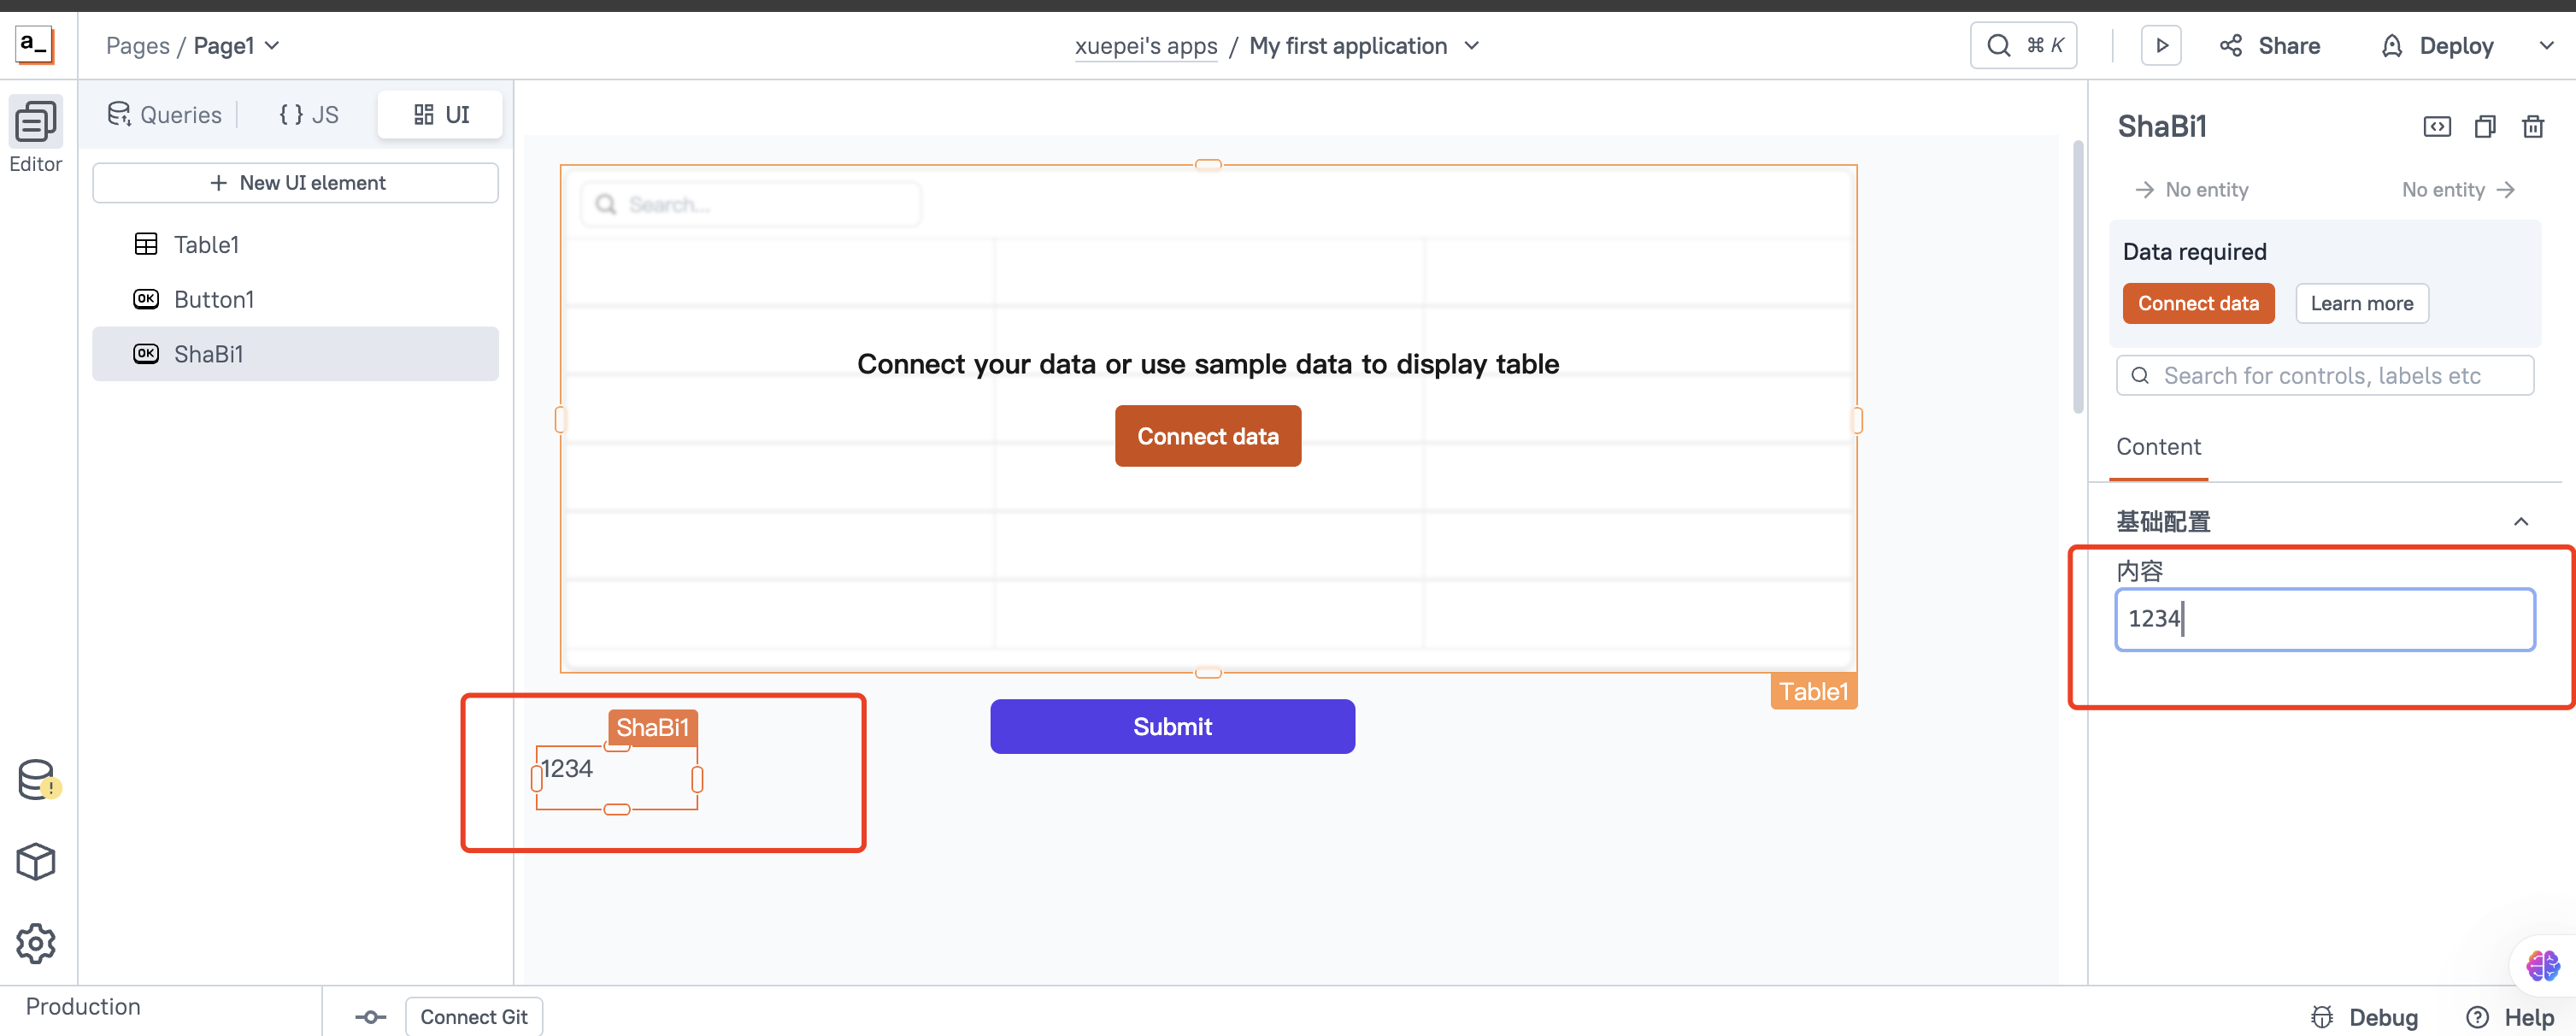 a_
Pages / Page1
xuepei's apps / My first application
⌘ K
Share
Deploy
Editor
Queries
{ } JS
UI
+ New UI element
Table1
OK Button1
OK ShaBi1
Search...
Connect your data or use sample data to display table
Connect data
Table1
ShaBi1
1234
Submit
ShaBi1
No entity
No entity
Data required
Connect data
Learn more
Search for controls, labels etc
Content
基础配置
内容
1234
Production
Connect Git
Debug
Help